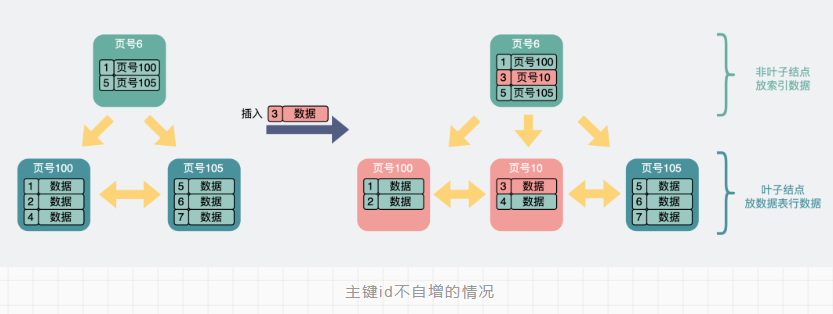 页号6
1 页号100
5 页号105
页号100
1 数据
2 数据
4 数据
页号105
5 数据
6 数据
7 数据
插入 3 数据
页号6
1 页号100
3 页号10
5 页号105
页号100
1 数据
2 数据
页号10
3 数据
4 数据
页号105
5 数据
6 数据
7 数据
非叶子结点
放索引数据
叶子结点
放数据表行数据
主键id不自增的情况